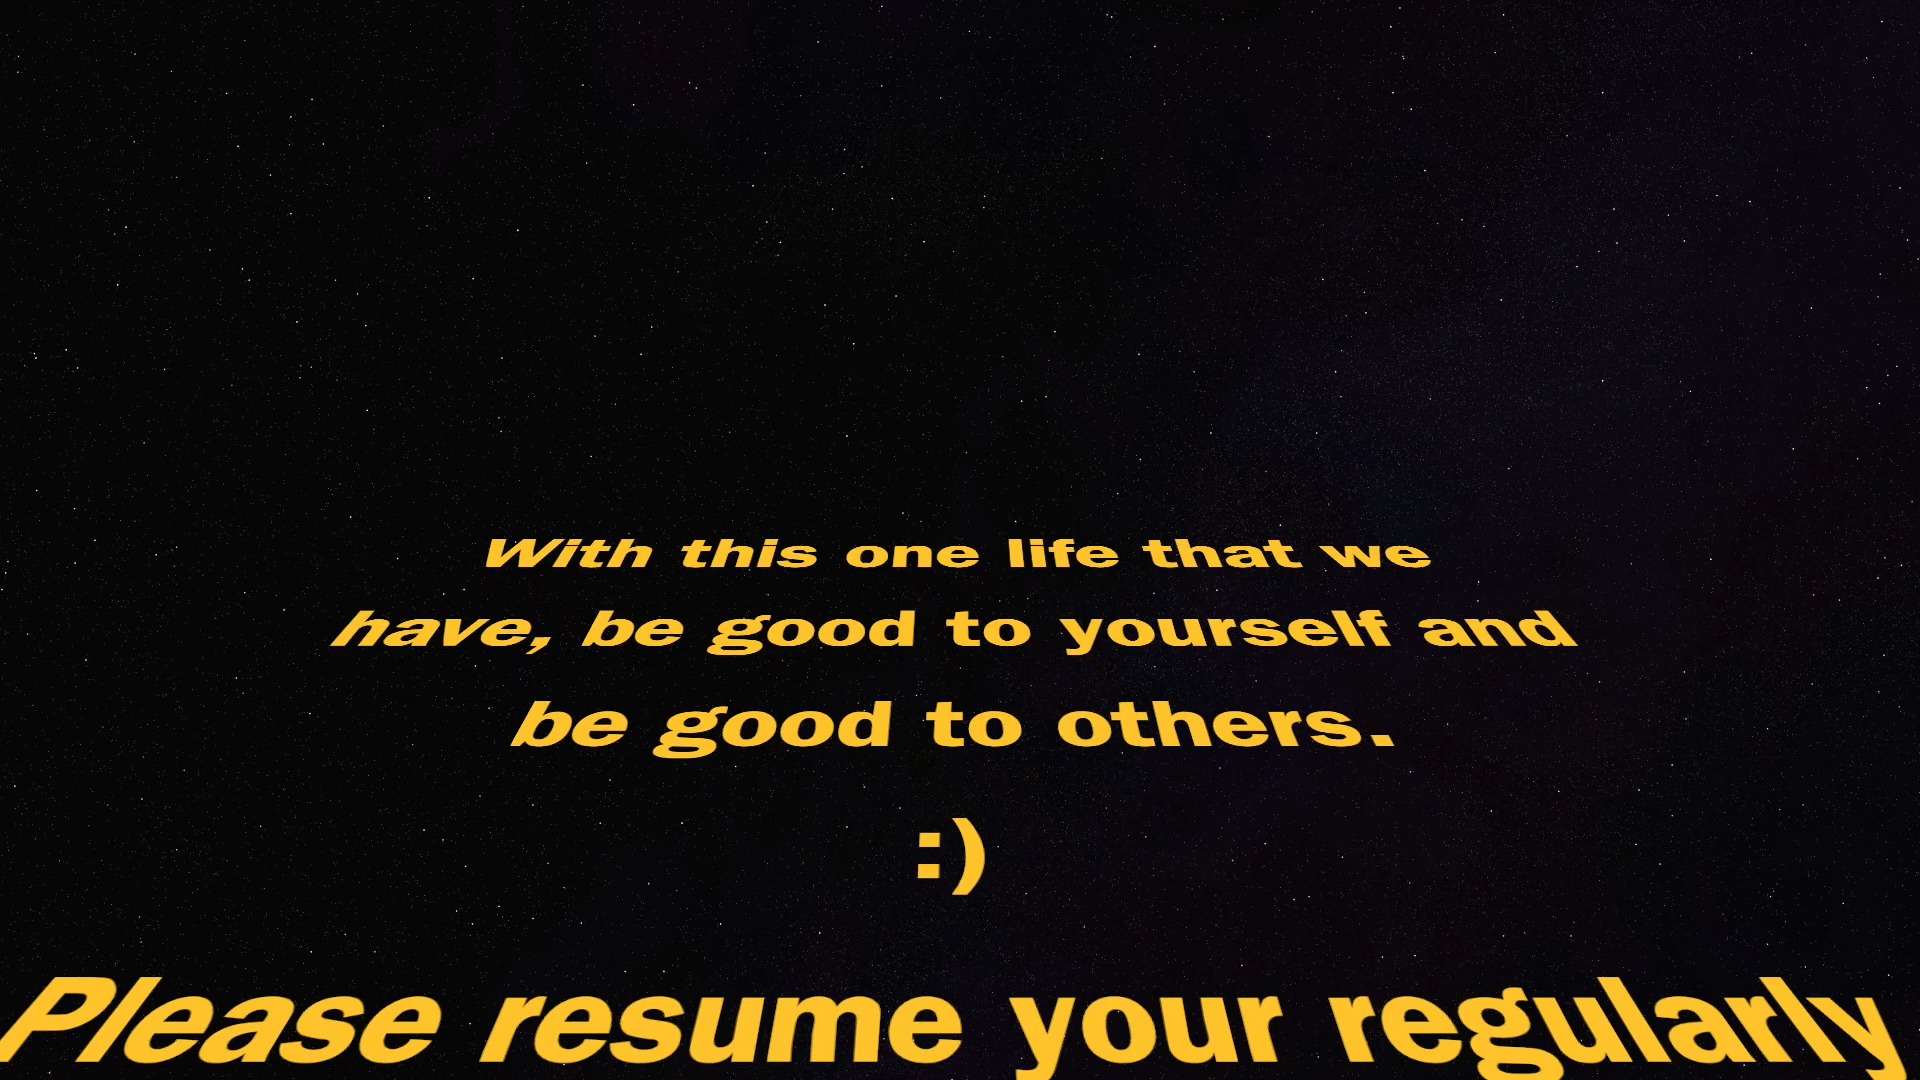 With this one life that we
have, be good to yourself and
be good to others.
:)
Please resume your regularly